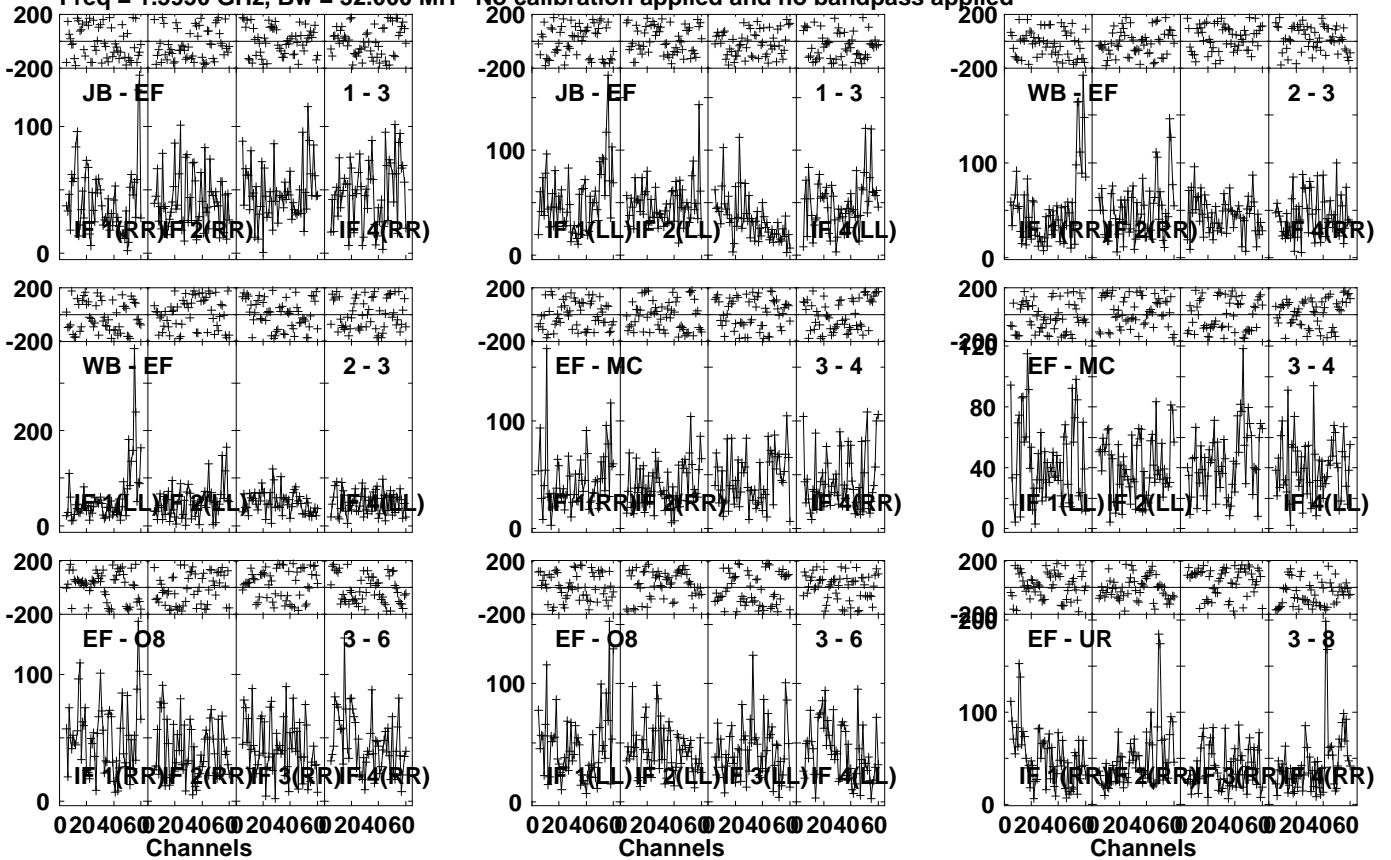 Freq = 1.5950 GHz, Bw = 32.000 MH No calibration applied and no bandpass applied
200
-200
JB - EF 1 - 3
100
0
IF 1(RR) IF 2(RR) IF 4(RR)
JB - EF 1 - 3
100
0
IF 1(LL) IF 2(LL) IF 4(LL)
200
-200
WB - EF 2 - 3
100
0
IF 1(RR) IF 2(RR) IF 4(RR)
200
-200
WB - EF 2 - 3
200
0
IF 1(LL) IF 2(LL) IF 4(LL)
200
-200
EF - MC 3 - 4
100
0
IF 1(RR) IF 2(RR) IF 4(RR)
200
-200
120
EF - MC 3 - 4
80
40
0
IF 1(LL) IF 2(LL) IF 4(LL)
200
-200
EF - O8 3 - 6
100
0
IF 1(RR) IF 2(RR) IF 3(RR) IF 4(RR)
200
-200
EF - O8 3 - 6
100
0
IF 1(LL) IF 2(LL) IF 3(LL) IF 4(LL)
200
-200
200
EF - UR 3 - 8
100
0
IF 1(RR) IF 2(RR) IF 3(RR) IF 4(RR)
0 20 40 60 0 20 40 60 0 20 40 60 0 20 40 60
Channels
0 20 40 60 0 20 40 60 0 20 40 60 0 20 40 60
Channels
0 20 40 60 0 20 40 60 0 20 40 60 0 20 40 60
Channels